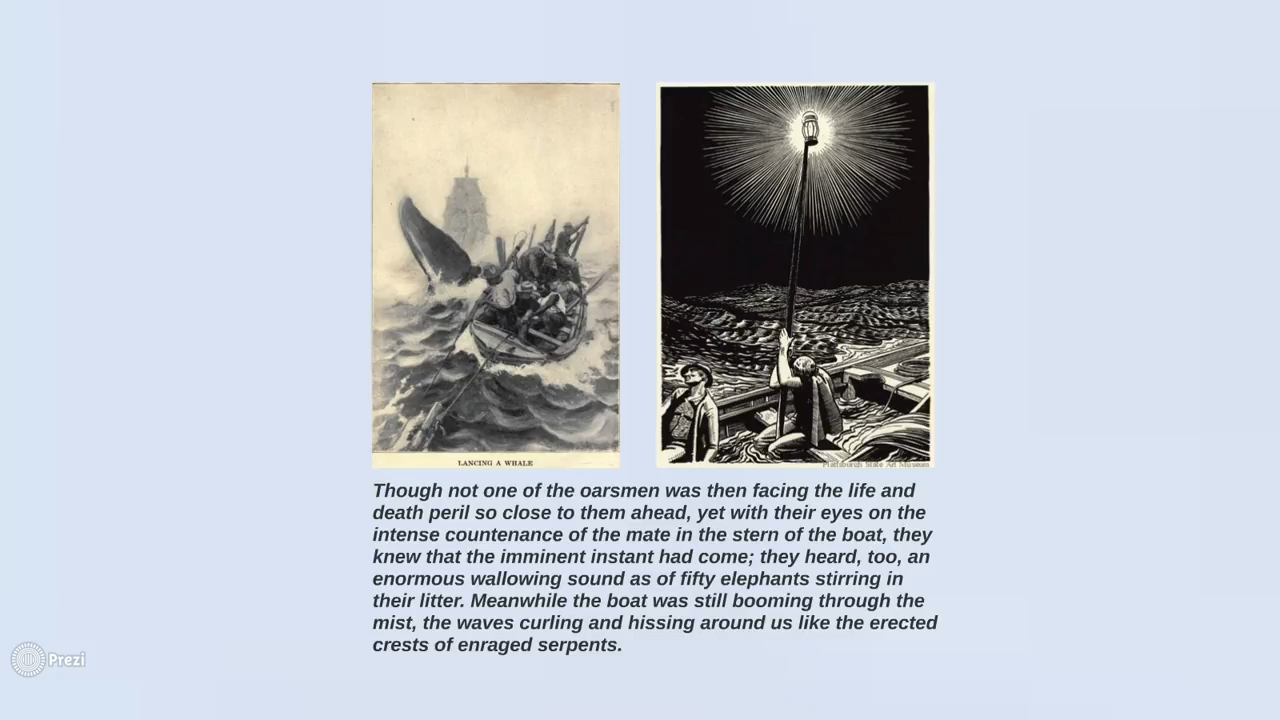 LANCING A WHALE
Plattsburgh State Art Museum
Though not one of the oarsmen was then facing the life and
death peril so close to them ahead, yet with their eyes on the
intense countenance of the mate in the stern of the boat, they
knew that the imminent instant had come; they heard, too, an
enormous wallowing sound as of fifty elephants stirring in
their litter. Meanwhile the boat was still booming through the
mist, the waves curling and hissing around us like the erected
crests of enraged serpents.
Prezi